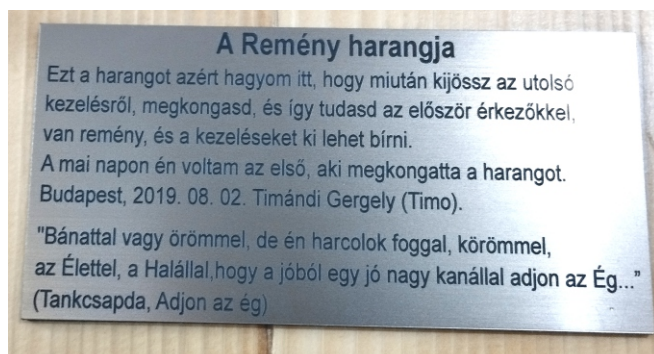 A Remény harangja
Ezt a harangot azért hagyom itt, hogy miután kijössz az utolsó
kezelésről, megkongasd, és így tudasd az először érkezőkkel,
van remény, és a kezeléseket ki lehet bírni.
A mai napon én voltam az első, aki megkongatta a harangot.
Budapest, 2019. 08. 02. Timándi Gergely (Timo).
"Bánattal vagy örömmel, de én harcolok foggal, körömmel,
az Élettel, a Halállal,hogy a jóból egy jó nagy kanállal adjon az Ég..."
(Tankcsapda, Adjon az ég)